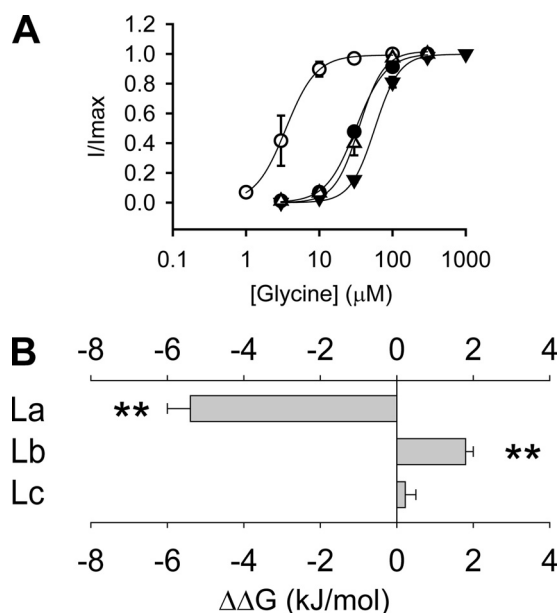 A
I/Imax
1.2
1.0
0.8
0.6
0.4
0.2
0.0
0.1 1 10 100 1000
[Glycine] (μM)
B
-8 -6 -4 -2 0 2 4
La
**
Lb
**
Lc
-8 -6 -4 -2 0 2 4
ΔΔG (kJ/mol)